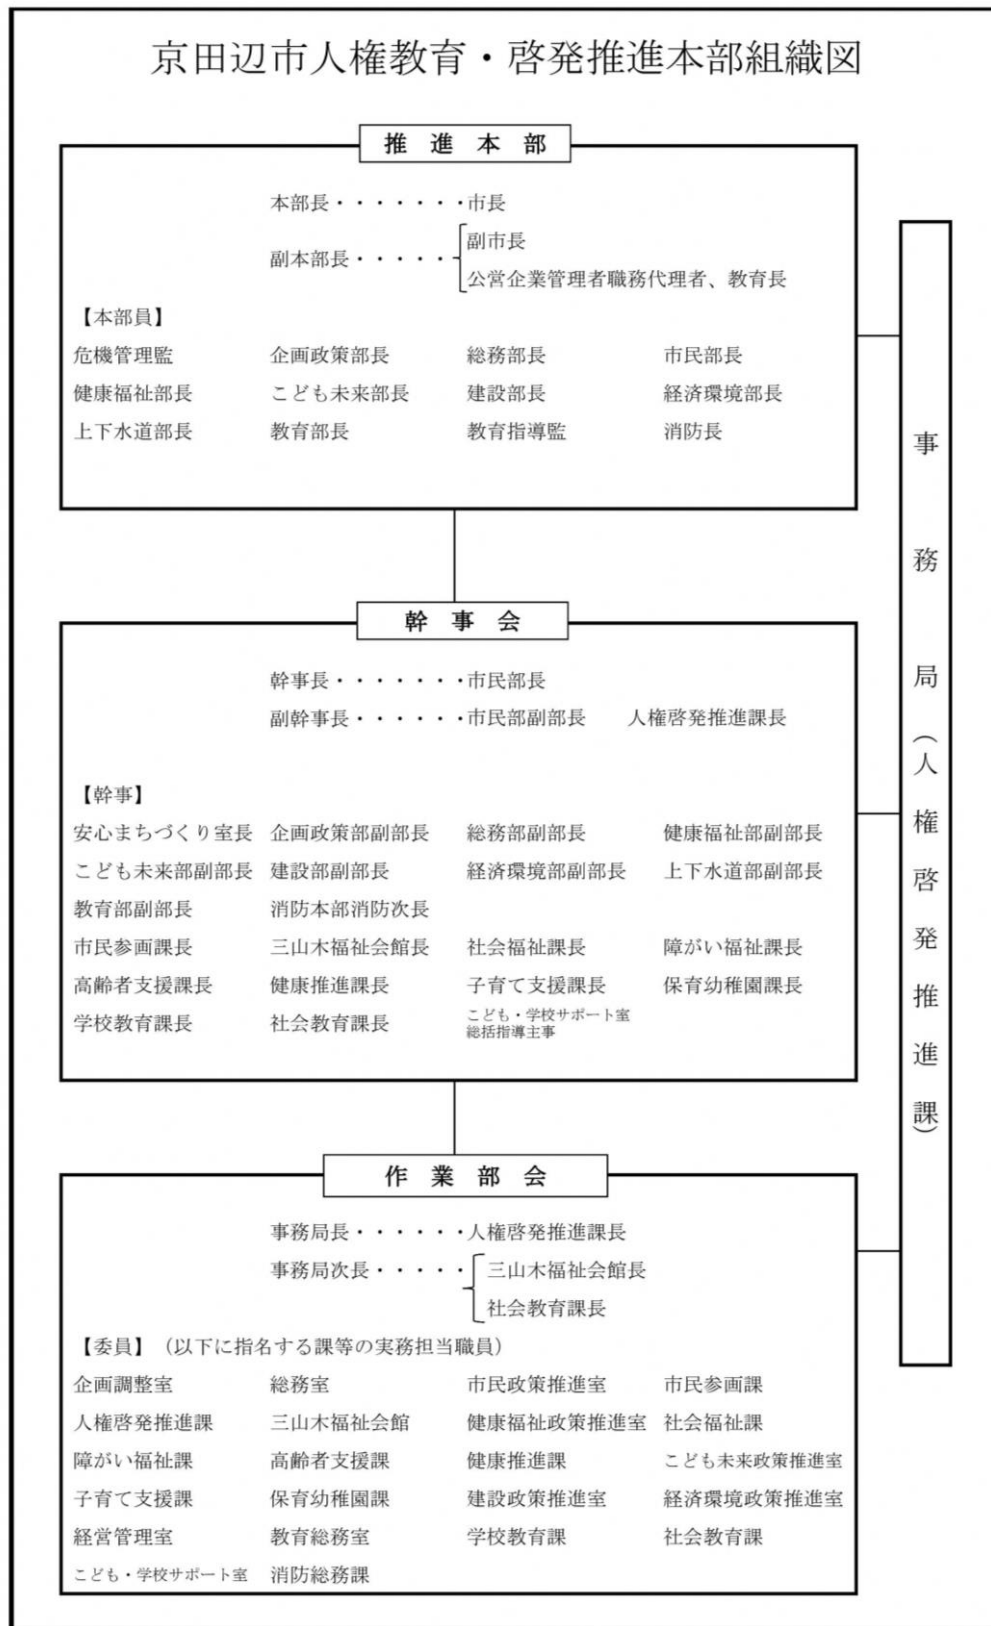 京田辺市人権教育・啓発推進本部組織図
推進本部
本部長・・・・・・・市長
副本部長・・・・・副市長
公営企業管理者職務代理者、教育長
【本部員】
危機管理監 企画政策部長 総務部長 市民部長
健康福祉部長 こども未来部長 建設部長 経済環境部長
上下水道部長 教育部長 教育指導監 消防長
幹事会
幹事長・・・・・・・市民部長
副幹事長・・・・・・市民部副部長 人権啓発推進課長
【幹事】
安心まちづくり室長 企画政策部副部長 総務部副部長 健康福祉部副部長
こども未来部副部長 建設部副部長 経済環境部副部長 上下水道部副部長
教育部副部長 消防本部消防次長
市民参画課長 三山木福祉会館長 社会福祉課長 障がい福祉課長
高齢者支援課長 健康推進課長 子育て支援課長 保育幼稚園課長
学校教育課長 社会教育課長 こども・学校サポート室
総括指導主事
作業部会
事務局長・・・・・・人権啓発推進課長
事務局次長・・・・・三山木福祉会館長
社会教育課長
【委員】（以下に指名する課等の実務担当職員）
企画調整室 総務室 市民政策推進室 市民参画課
人権啓発推進課 三山木福祉会館 健康福祉政策推進室 社会福祉課
障がい福祉課 高齢者支援課 健康推進課 こども未来政策推進室
子育て支援課 保育幼稚園課 建設政策推進室 経済環境政策推進室
経営管理室 教育総務室 学校教育課 社会教育課
こども・学校サポート室 消防総務課
事務局（人権啓発推進課）